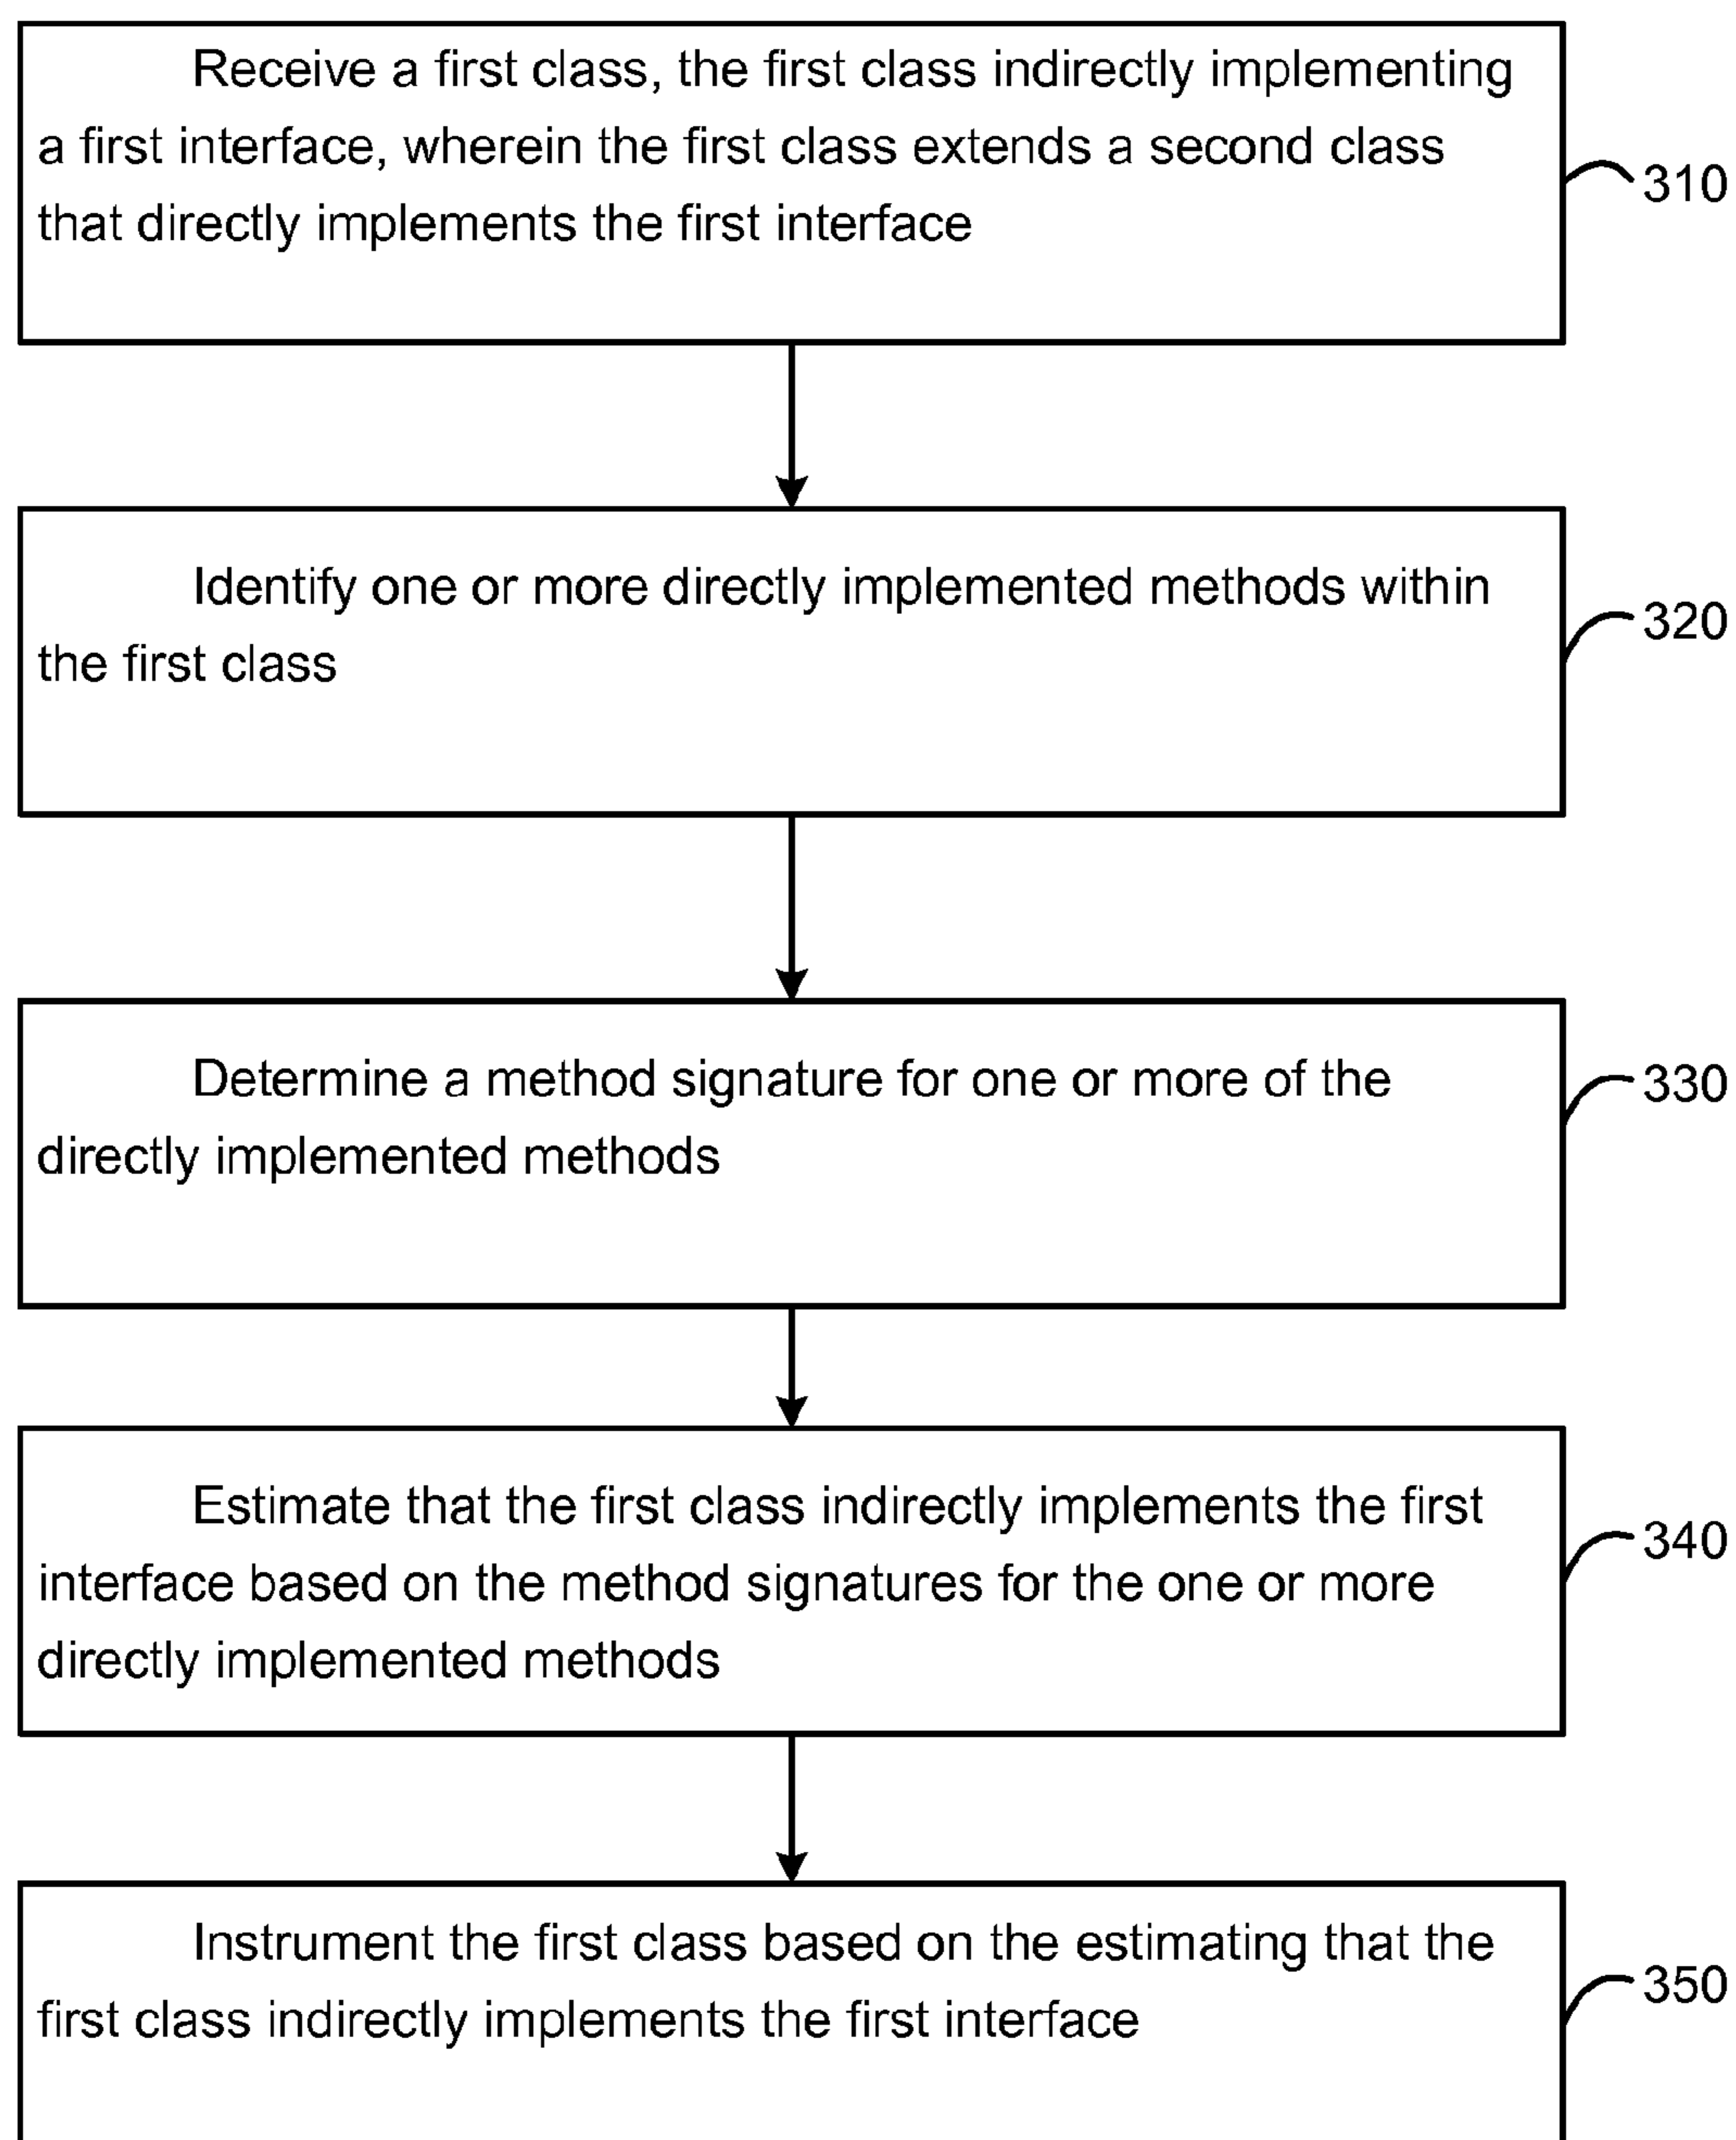 Receive a first class, the first class indirectly implementing
a first interface, wherein the first class extends a second class
that directly implements the first interface
310
Identify one or more directly implemented methods within
the first class
320
Determine a method signature for one or more of the
directly implemented methods
330
Estimate that the first class indirectly implements the first
interface based on the method signatures for the one or more
directly implemented methods
340
Instrument the first class based on the estimating that the
first class indirectly implements the first interface
350